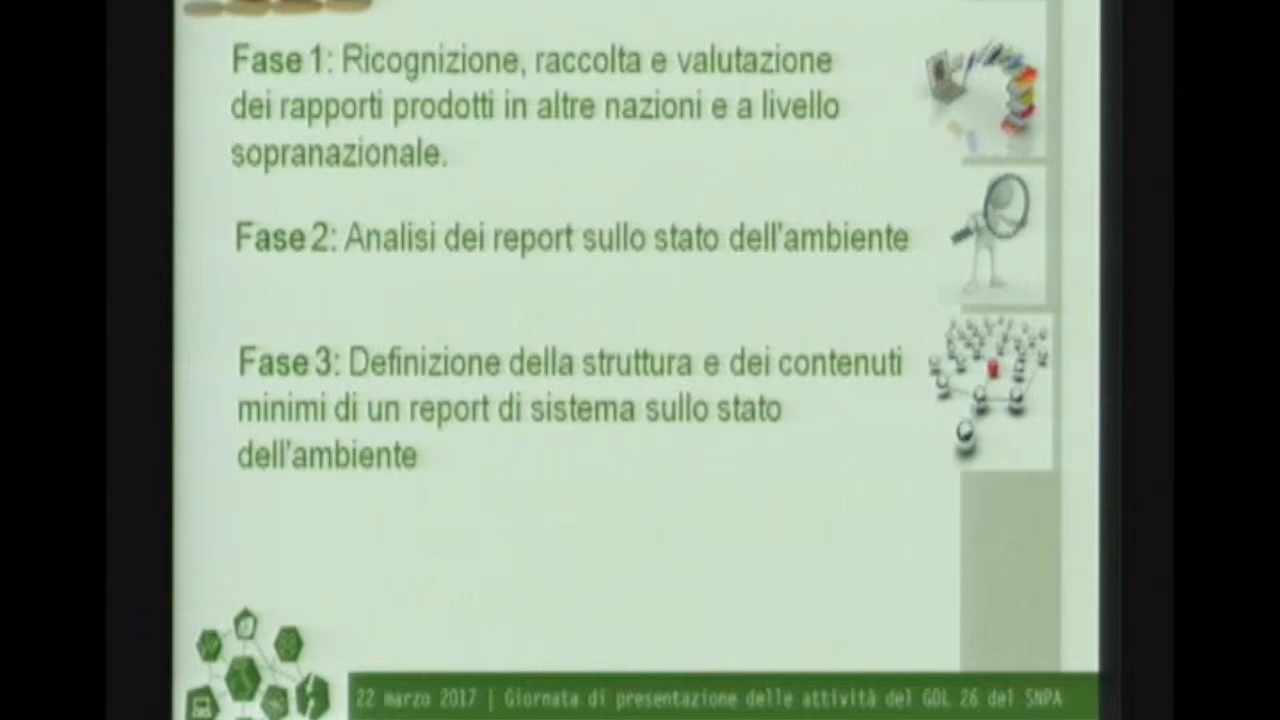 Fase 1: Ricognizione, raccolta e valutazione
dei rapporti prodotti in altre nazioni e a livello
sopranazionale.
Fase 2: Analisi dei report sullo stato dell'ambiente
Fase 3: Definizione della struttura e dei contenuti
minimi di un report di sistema sullo stato
dell'ambiente
22 marzo 2017 | Giornata di presentazione delle attività del GOL 26 del SNPA